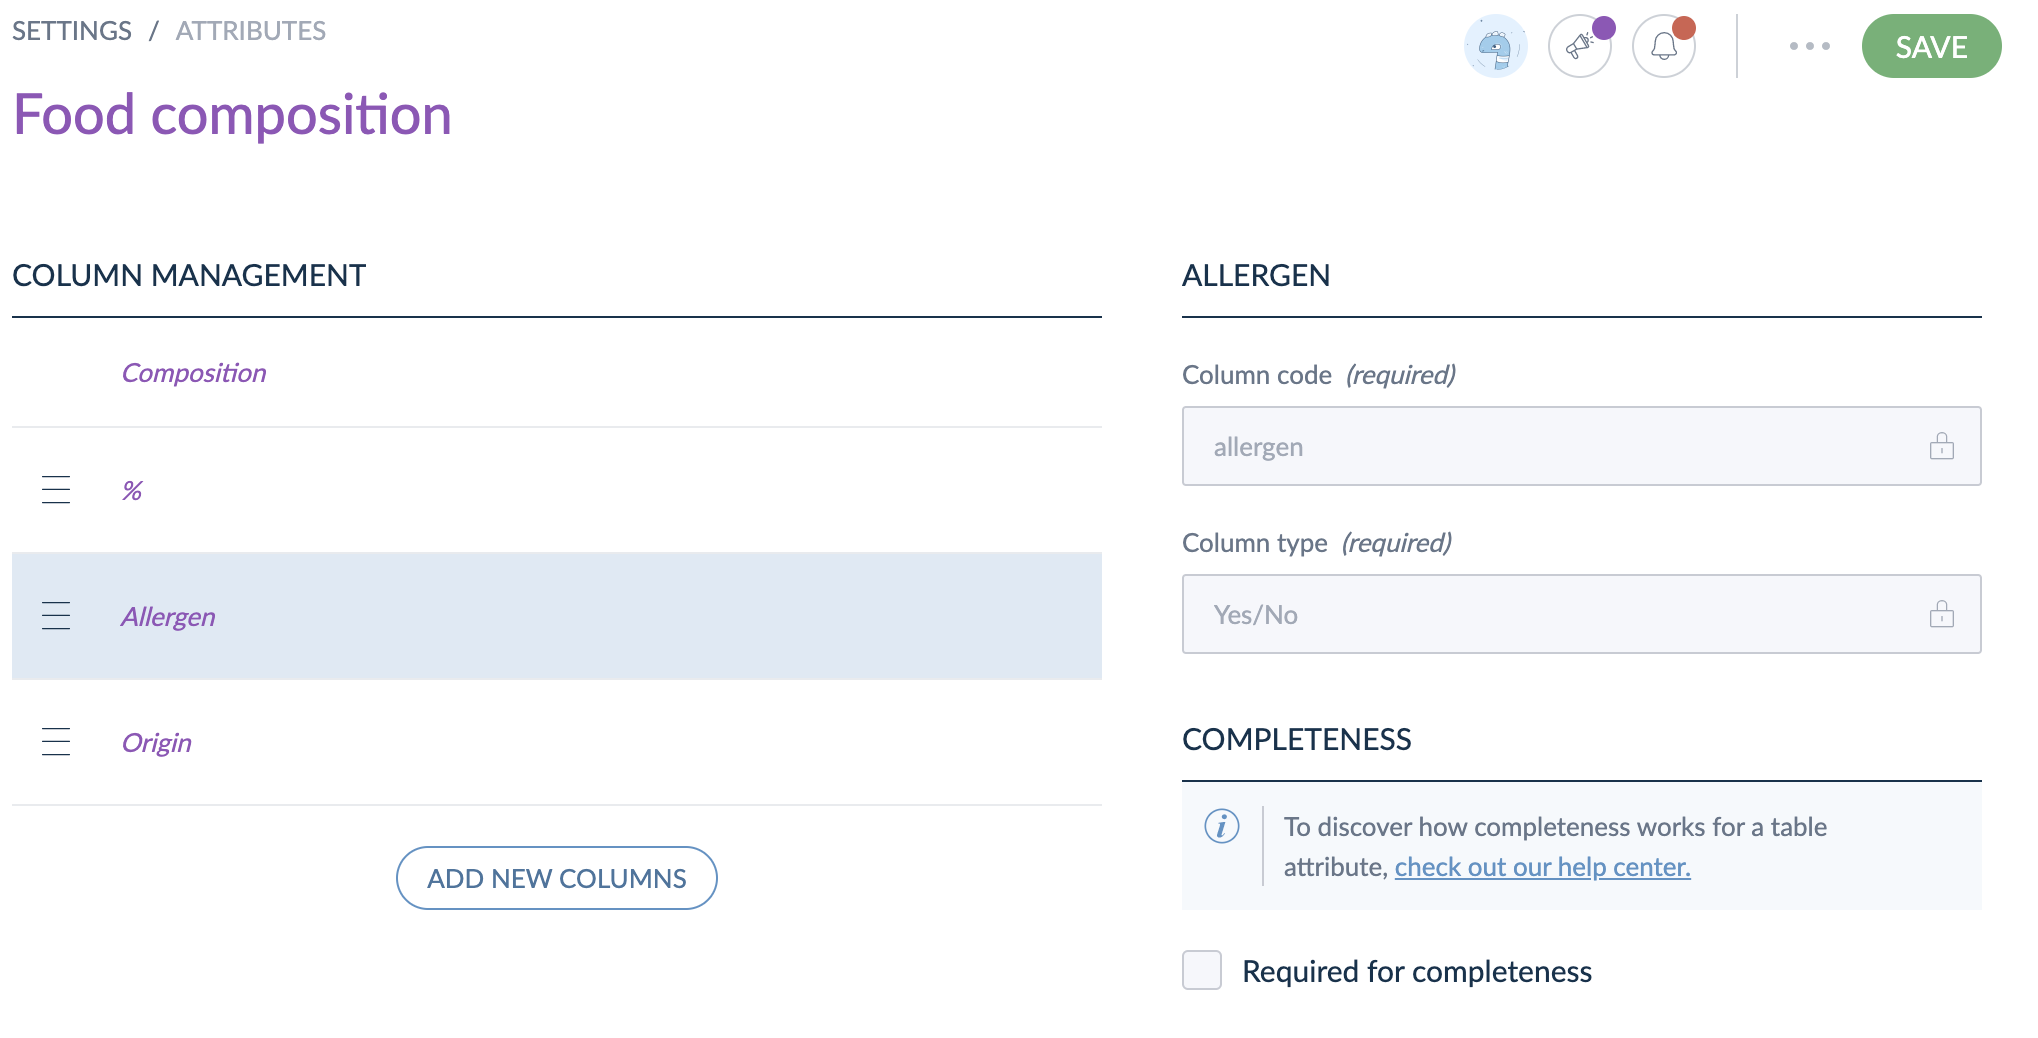 SETTINGS / ATTRIBUTES
SAVE
Food composition
COLUMN MANAGEMENT
Composition
%
Allergen
Origin
ADD NEW COLUMNS
ALLERGEN
Column code (required)
allergen
Column type (required)
Yes/No
COMPLETENESS
To discover how completeness works for a table
attribute, check out our help center.
Required for completeness